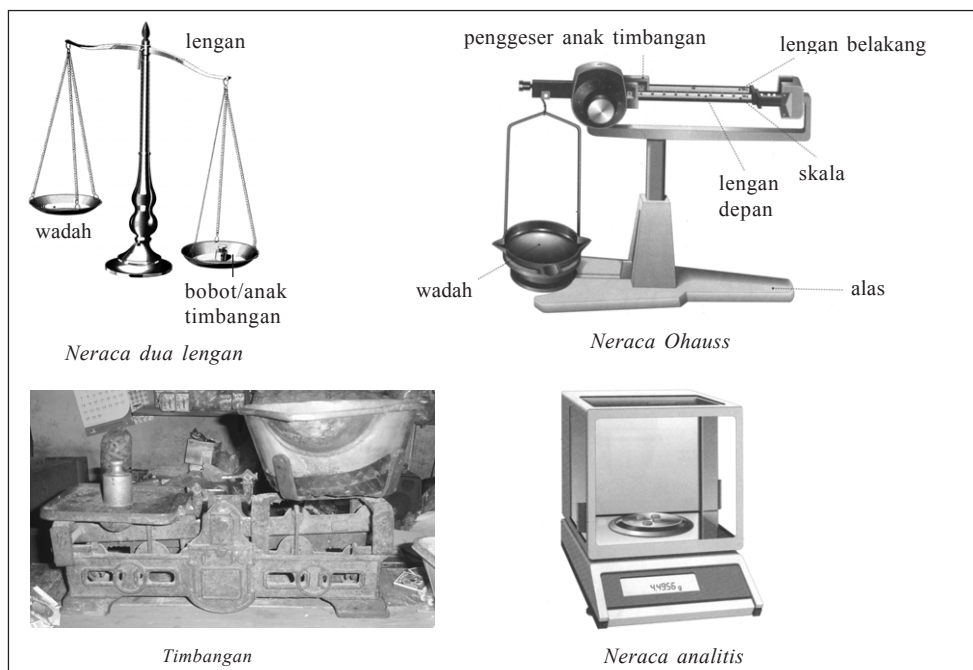 lengan
wadah
bobot/anak
timbangan
Neraca dua lengan
penggeser anak timbangan
lengan belakang
skala
lengan
depan
wadah
alas
Neraca Ohauss
Timbangan
4.4956 g
Neraca analitis